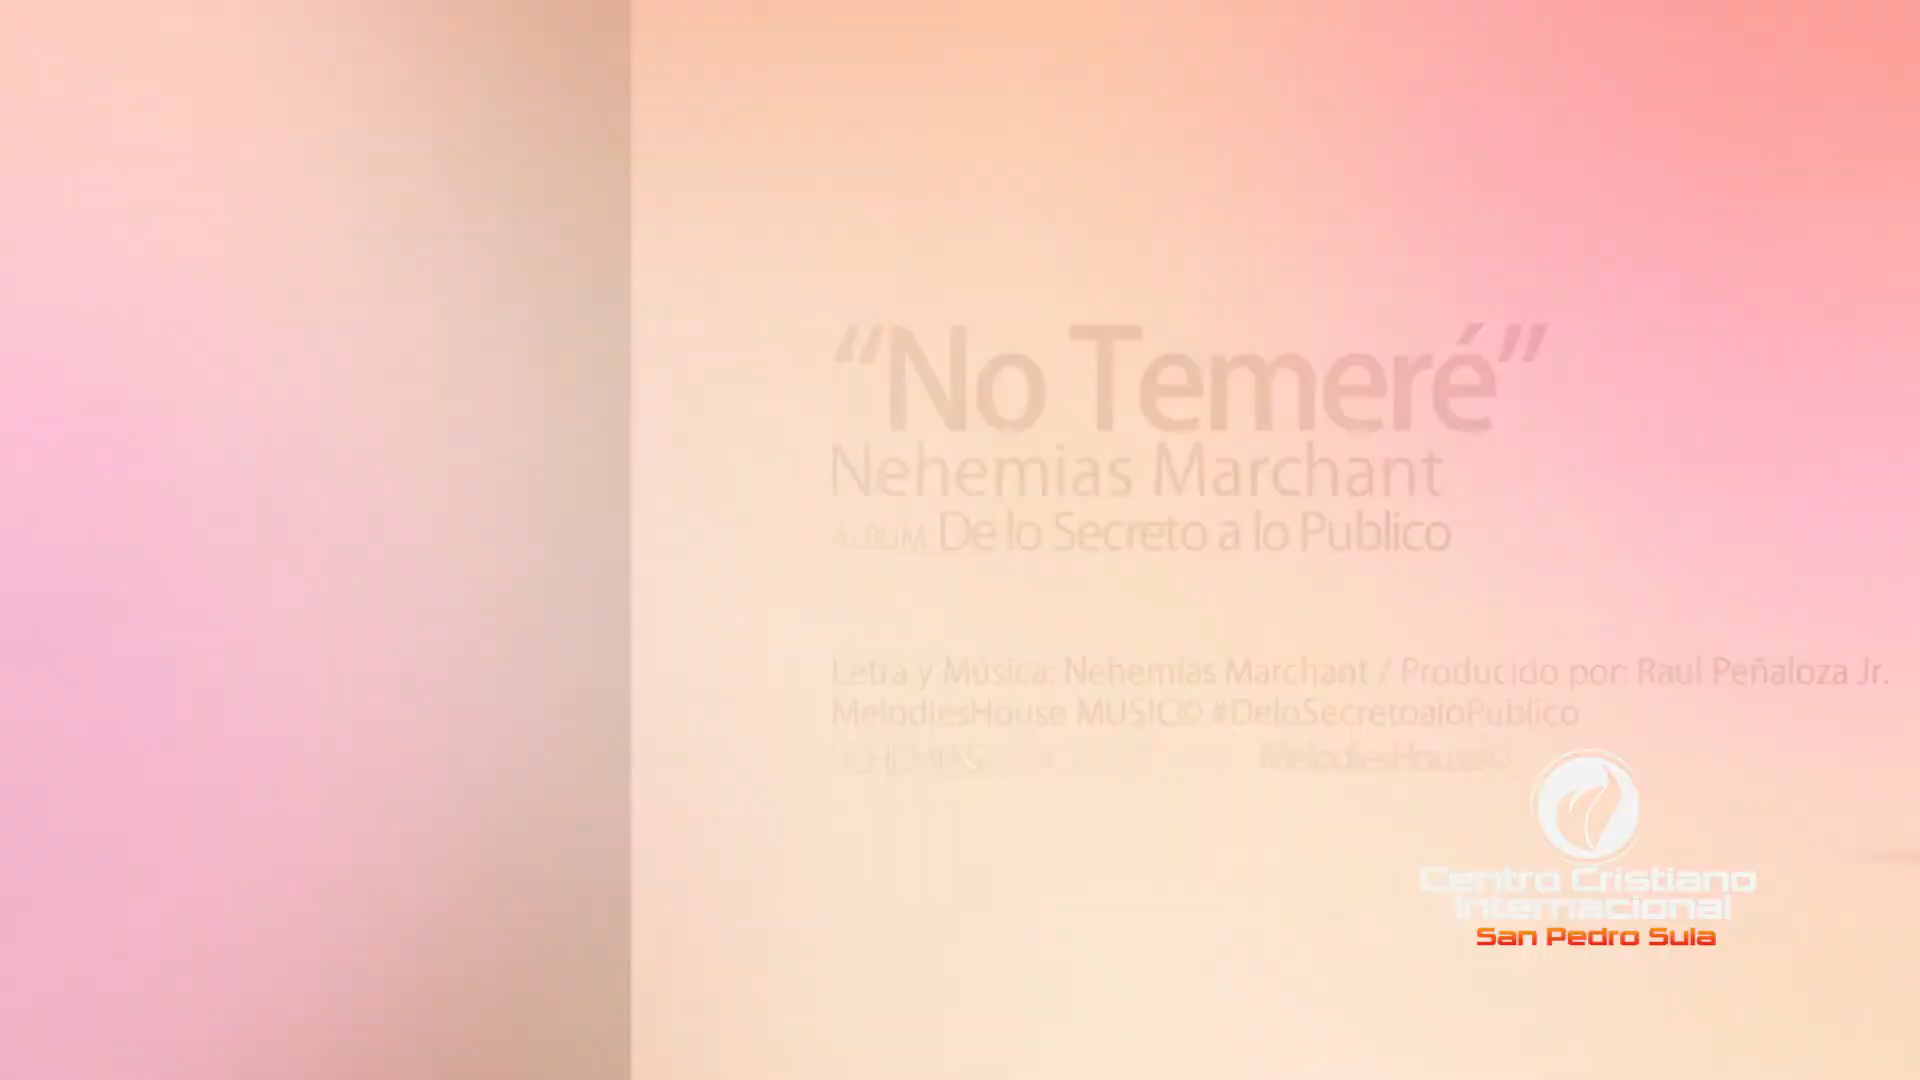 “No Temeré”
Nehemias Marchant
ALBUM De lo Secreto a lo Publico
Letra y Música: Nehemias Marchant / Producido por: Raul Peñaloza Jr.
MelodiesHouse MUSIC© #DeloSecretoaloPublico
MelodiesHouse©
Centro Cristiano
Internacional
San Pedro Sula